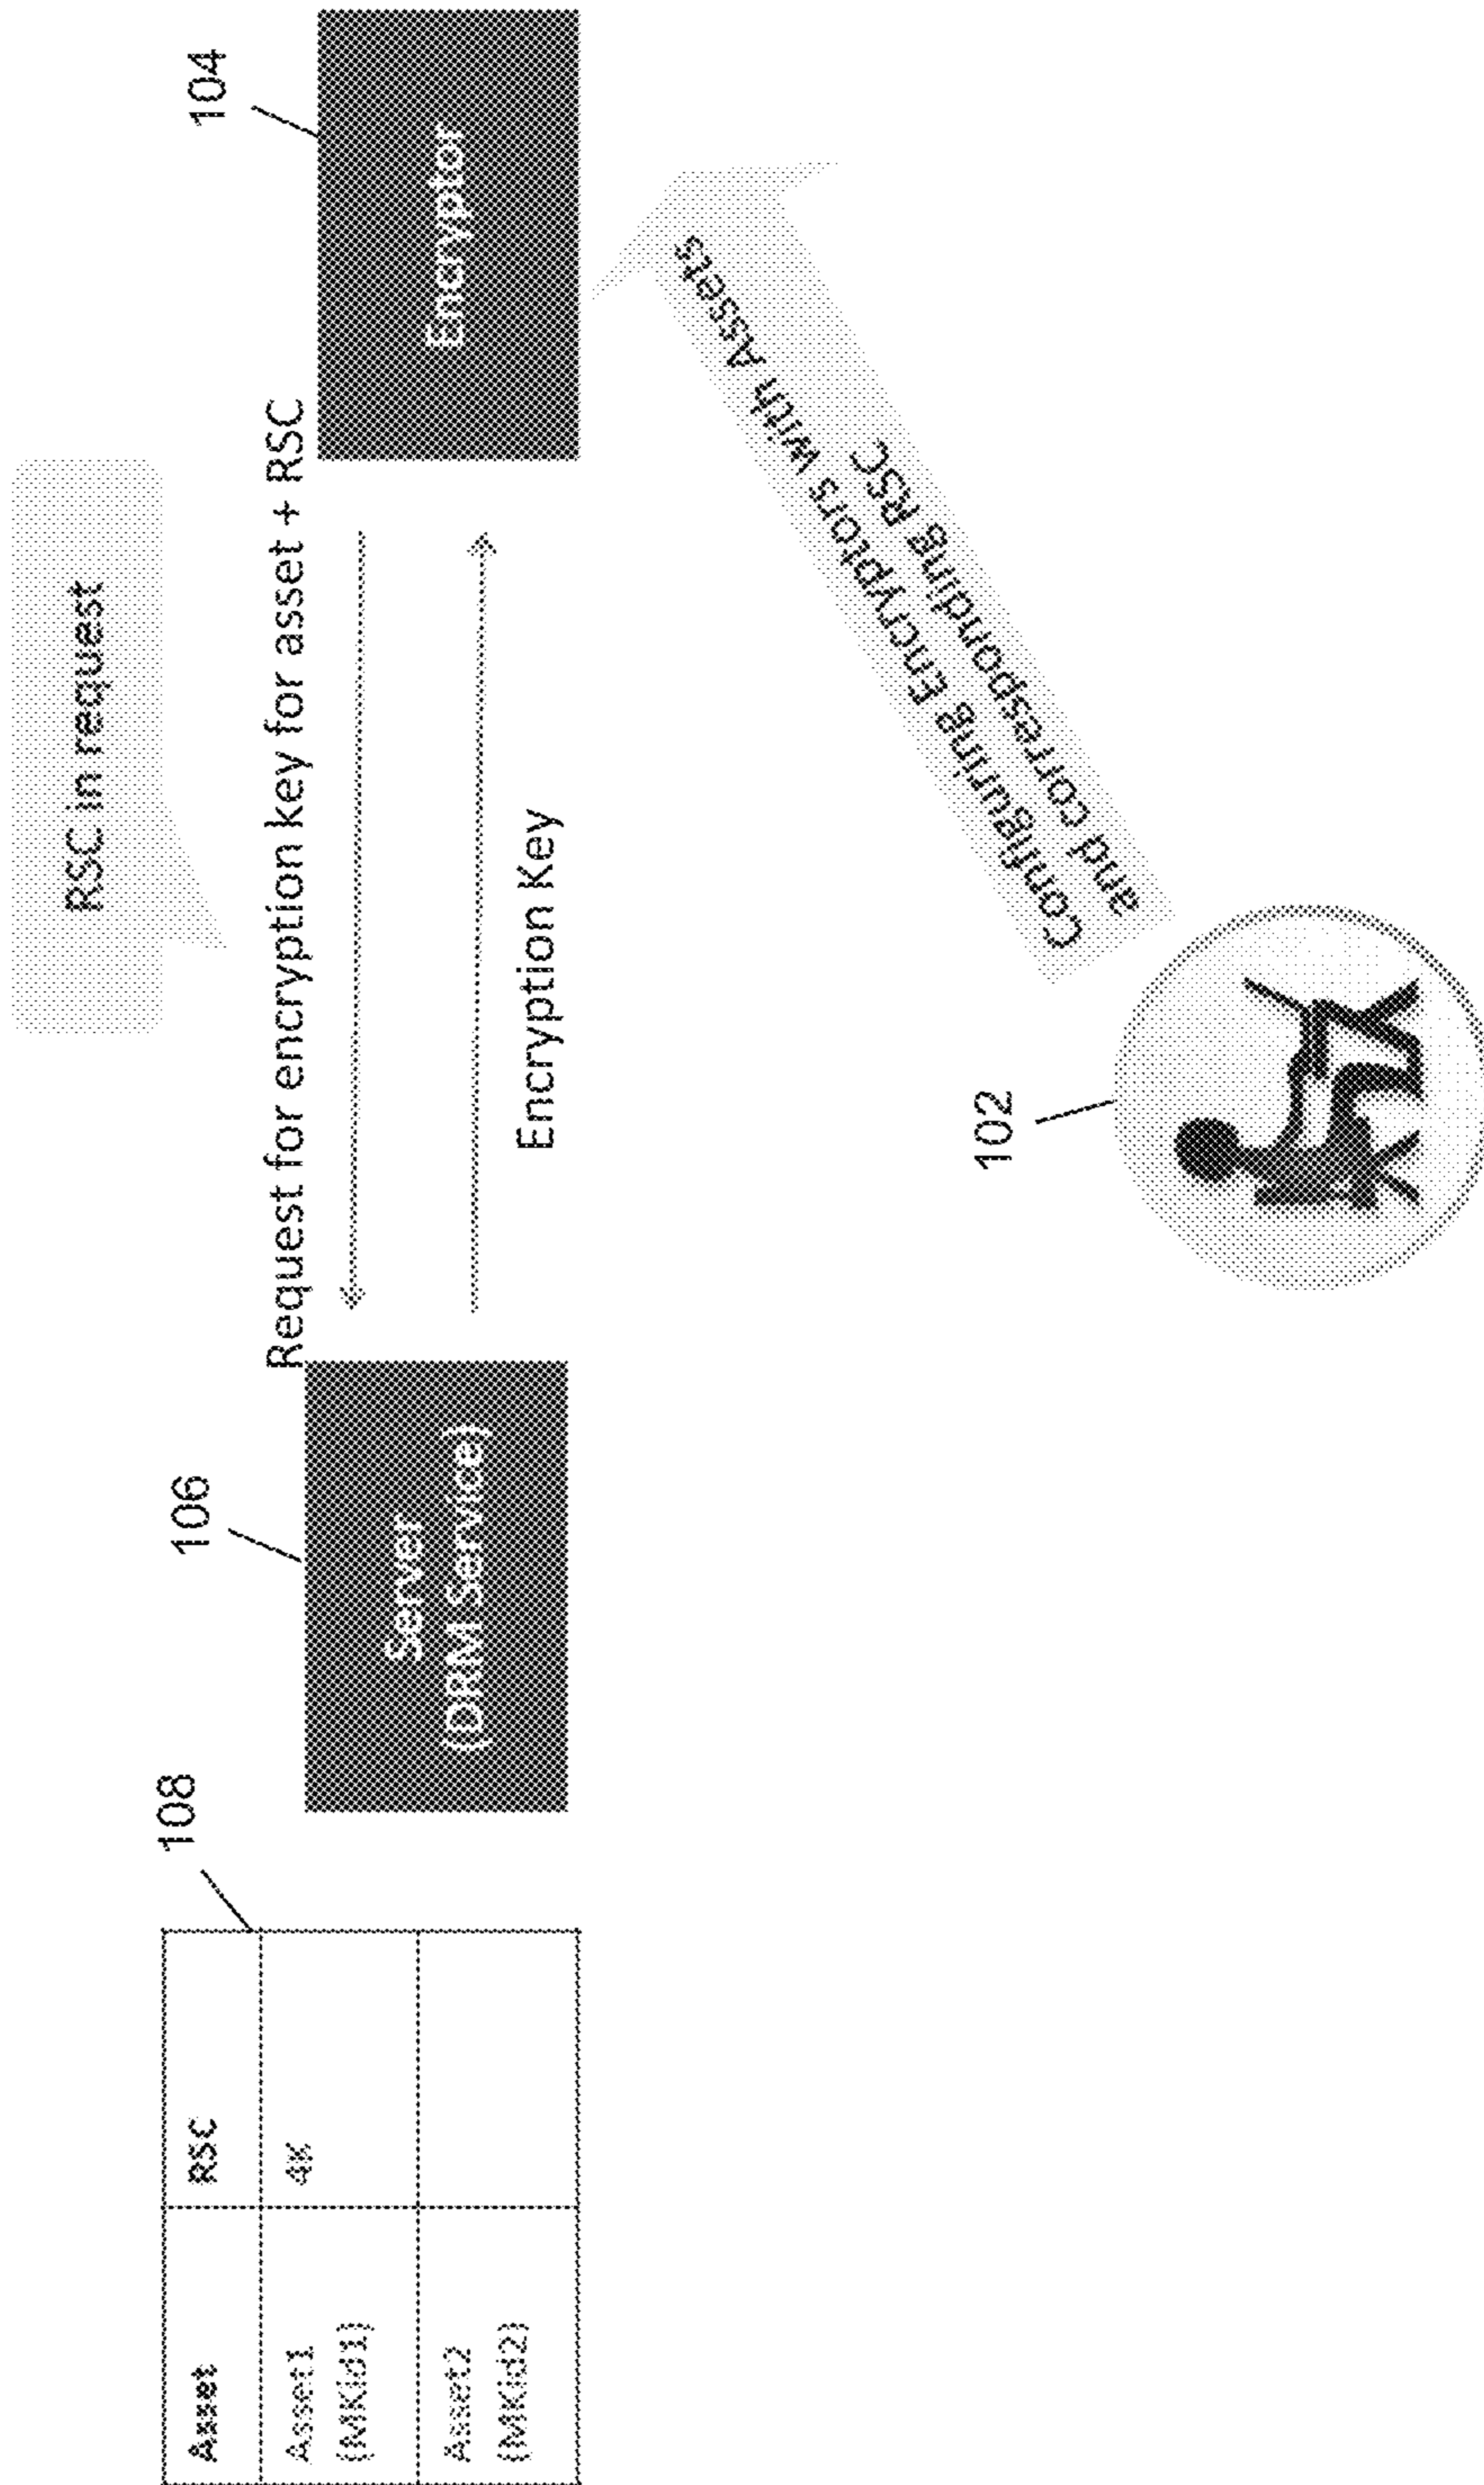 RSC in request
108
106
104
Request for encryption key for asset + RSC
Asset RSC
Asset1 4K
(MKid1)
Asset2
(MKid2)
Server
(DRM Service)
Encryptor
Encryption Key
Configuring Encryptors with Assets
and corresponding RSC
102